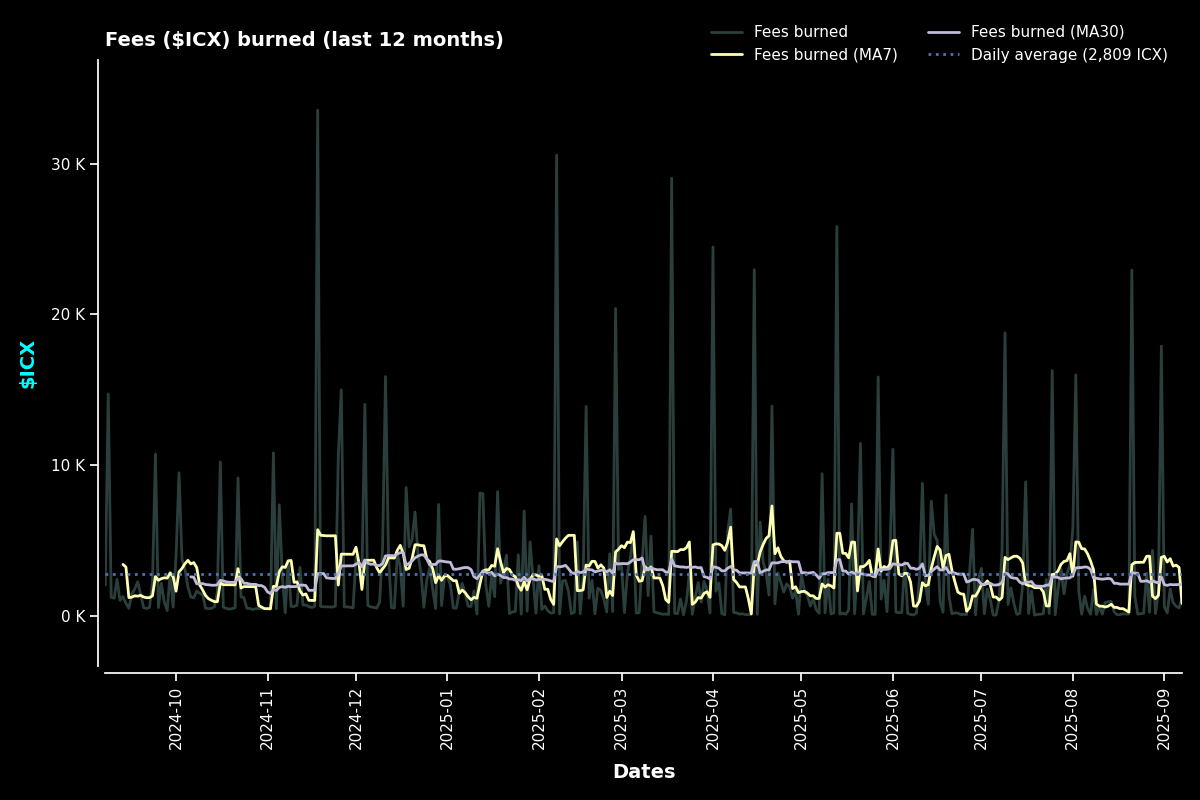 Fees ($ICX) burned (last 12 months)
Fees burned
Fees burned (MA7)
Fees burned (MA30)
Daily average (2,809 ICX)
$ICX
30 K
20 K
10 K
0 K
2024-10
2024-11
2024-12
2025-01
2025-02
2025-03
2025-04
2025-05
2025-06
2025-07
2025-08
2025-09
Dates